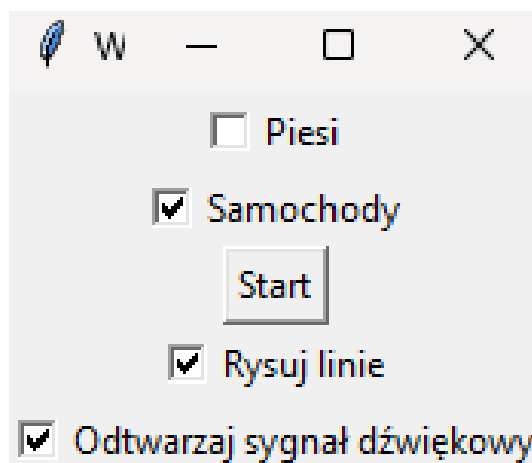 W
Piesi
Samochody
Start
Rysuj linie
Odtwarzaj sygnał dźwiękowy